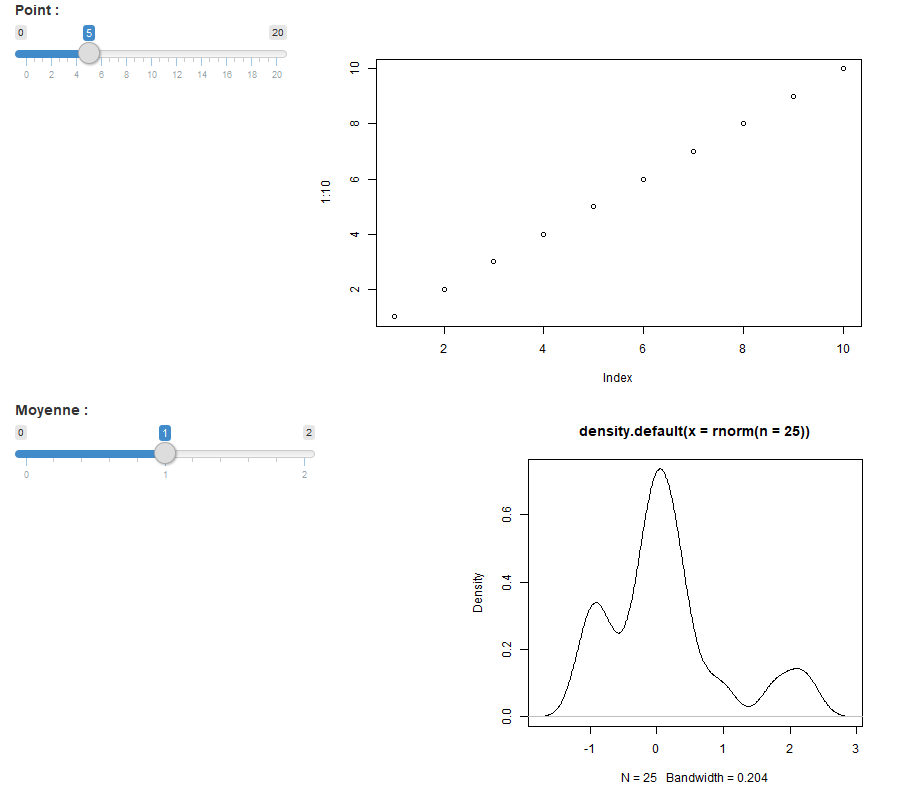 Point :
0 5 20
0 2 4 6 8 10 12 14 16 18 20
10
8
6
4
2
1:10
2 4 6 8 10
Index
Moyenne :
0 1 2
0 1 2
density.default(x = rnorm(n = 25))
0.6
0.4
0.2
0.0
Density
-1 0 1 2 3
N = 25 Bandwidth = 0.204